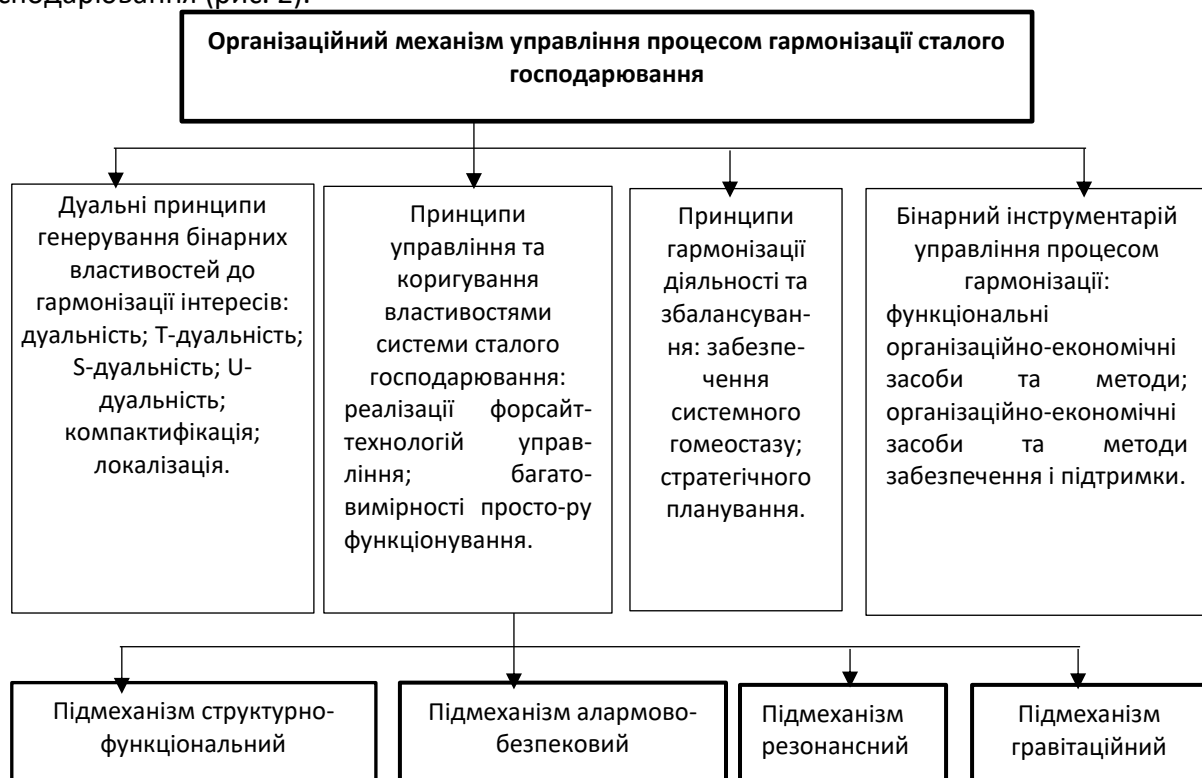 сподарювання (рис. 2).
Організаційний механізм управління процесом гармонізації сталого
господарювання
Дуальні принципи
генерування бінарних
властивостей до
гармонізації інтересів:
дуальність; Т-дуальність;
S-дуальність; U-
дуальність;
компактифікація;
локалізація.
Принципи
управління та
коригування
властивостями
системи сталого
господарювання:
реалізації форсайт-
технологій управ-
ління; багато-
вимірності просто-ру
функціонування.
Принципи
гармонізації
діяльності та
збалансуван-
ня: забезпе-
чення
системного
гомеостазу;
стратегічного
планування.
Бінарний інструментарій
управління процесом
гармонізації:
функціональні
організаційно-економічні
засоби та методи;
організаційно-економічні
засоби та методи
забезпечення і підтримки.
Підмеханізм структурно-
функціональний
Підмеханізм алармово-
безпековий
Підмеханізм
резонансний
Підмеханізм
гравітаційний